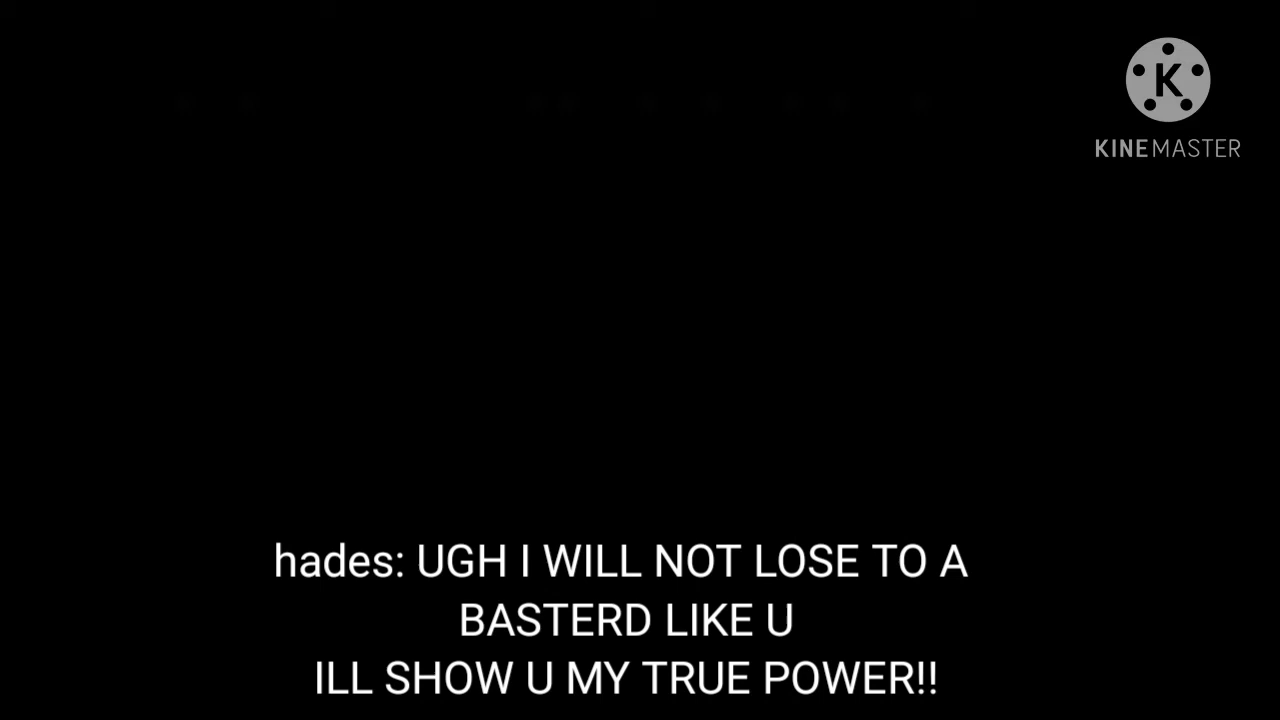 K
KINEMASTER
hades: UGH I WILL NOT LOSE TO A
BASTERD LIKE U
ILL SHOW U MY TRUE POWER!!